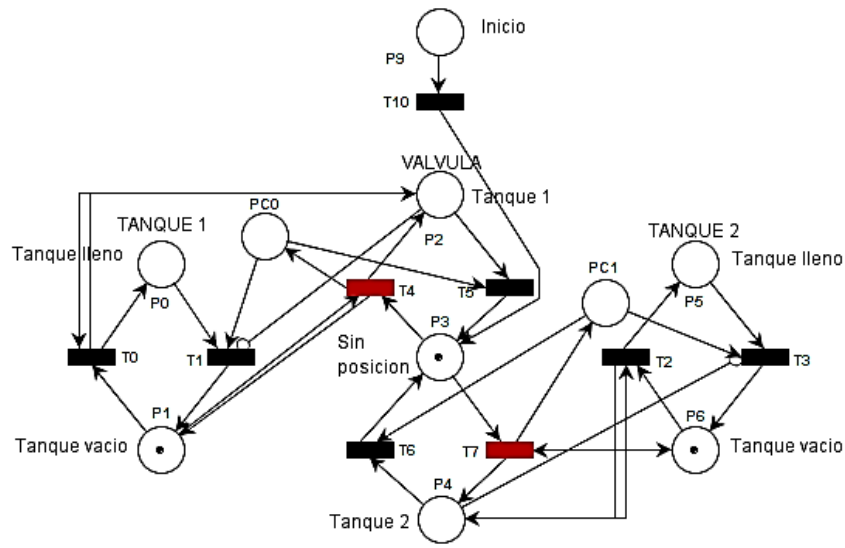 Inicio
P9
T10
VALVULA
PC0
Tanque 1
TANQUE 1
TANQUE 2
P2
Tanque lleno
Tanque lleno
PC1
P0
P5
T4
T5
P3
Sin
posicion
T0
T1
T2
T3
P1
P6
Tanque vacio
T6
T7
Tanque vacio
P4
Tanque 2